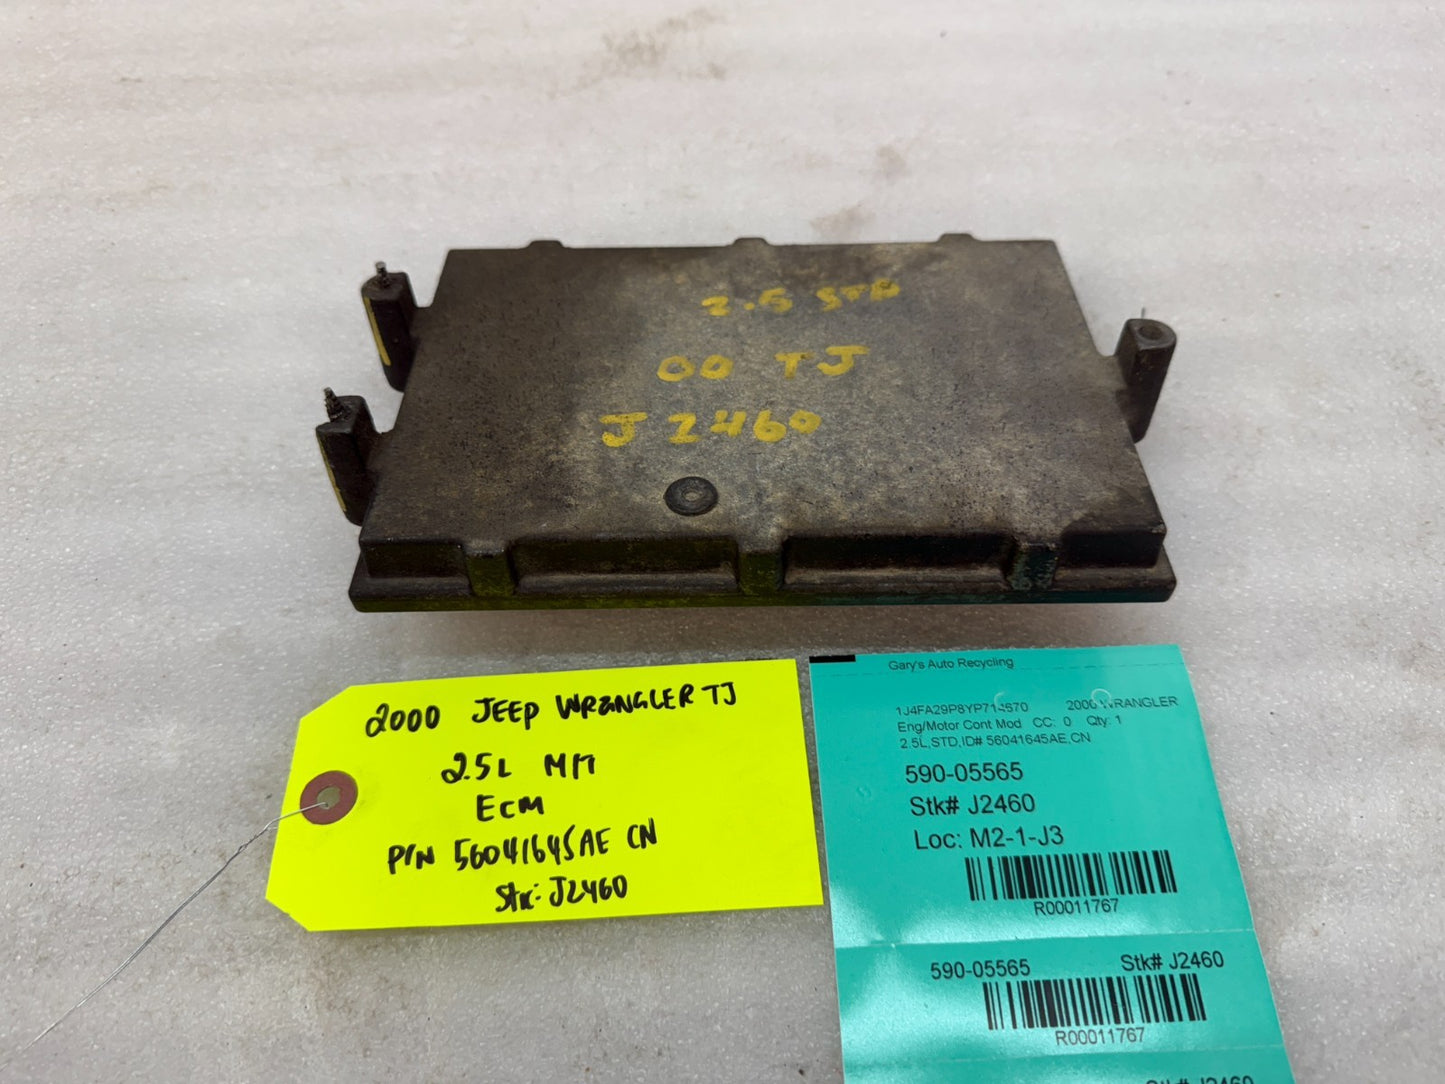 2.5 STD
00 TJ
J2460
2000 JEEP WRANGLER TJ
2.5L M/T
ECM
P/N 56041645AE CN
Stk: J2460
Gary's Auto Recycling
2000 WRANGLER
Eng/Motor Cont Mod CC: 0 Qty: 1
2.5L,STD,ID# 56041645AE,CN
590-05565
Stk# J2460
Loc: M2-1-J3
R00011767
590-05565 Stk# J2460
R00011767
Stk# J2460